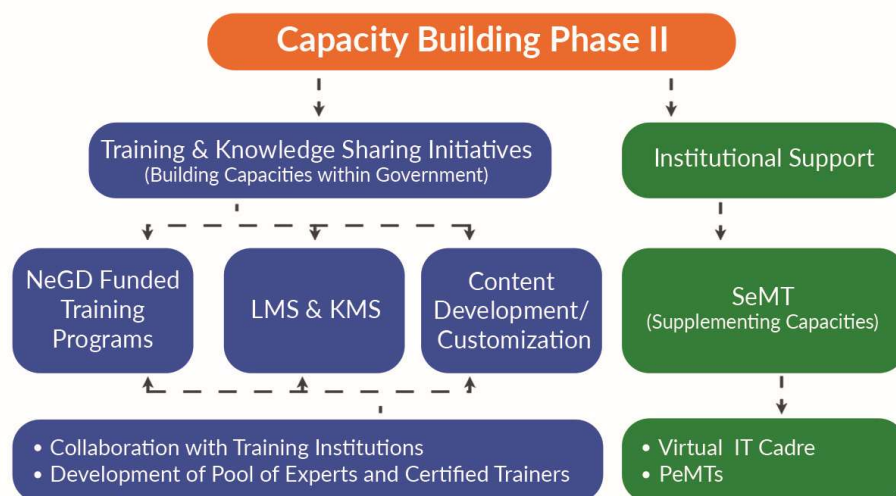 Capacity Building Phase II
Training & Knowledge Sharing Initiatives
(Building Capacities within Government)
Institutional Support
NeGD Funded
Training
Programs
LMS & KMS
Content
Development/
Customization
SeMT
(Supplementing Capacities)
• Collaboration with Training Institutions
• Development of Pool of Experts and Certified Trainers
• Virtual IT Cadre
• PeMTs